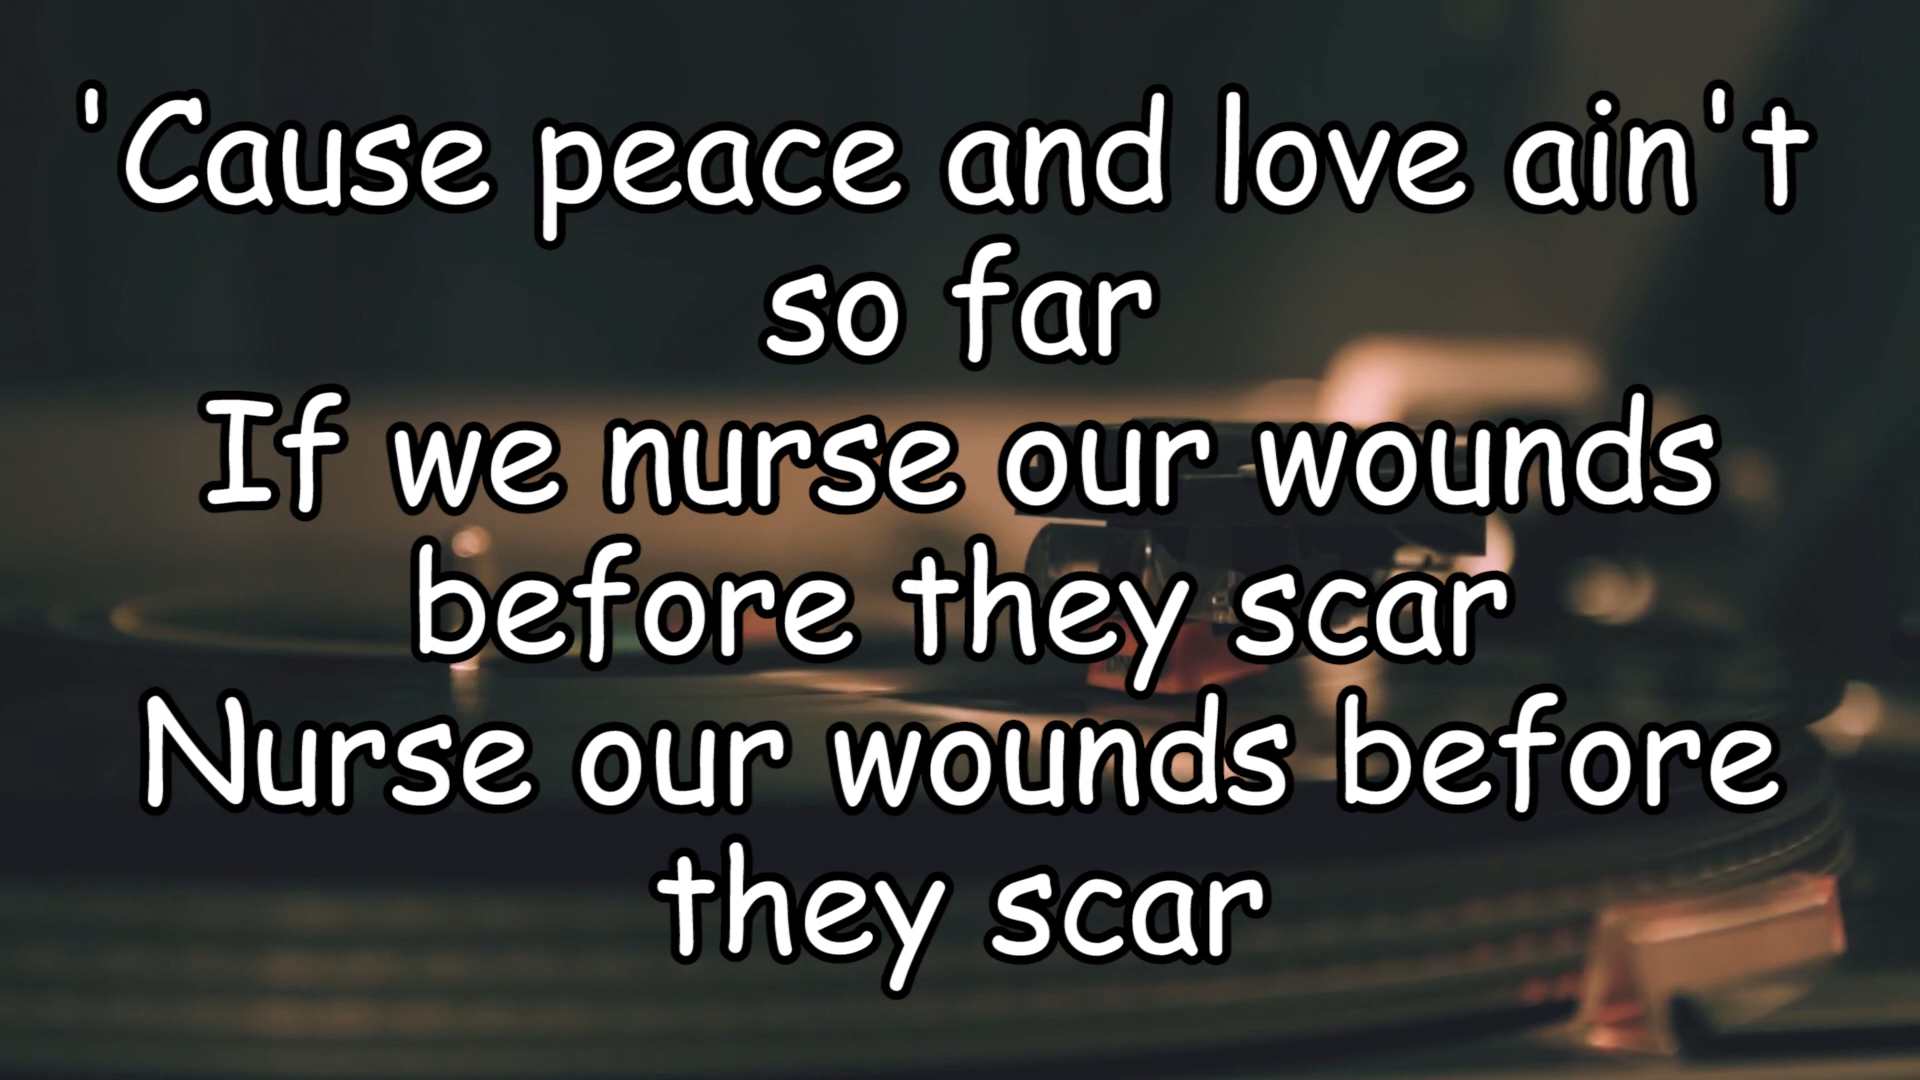 'Cause peace and love ain't
so far
If we nurse our wounds
before they scar
Nurse our wounds before
they scar